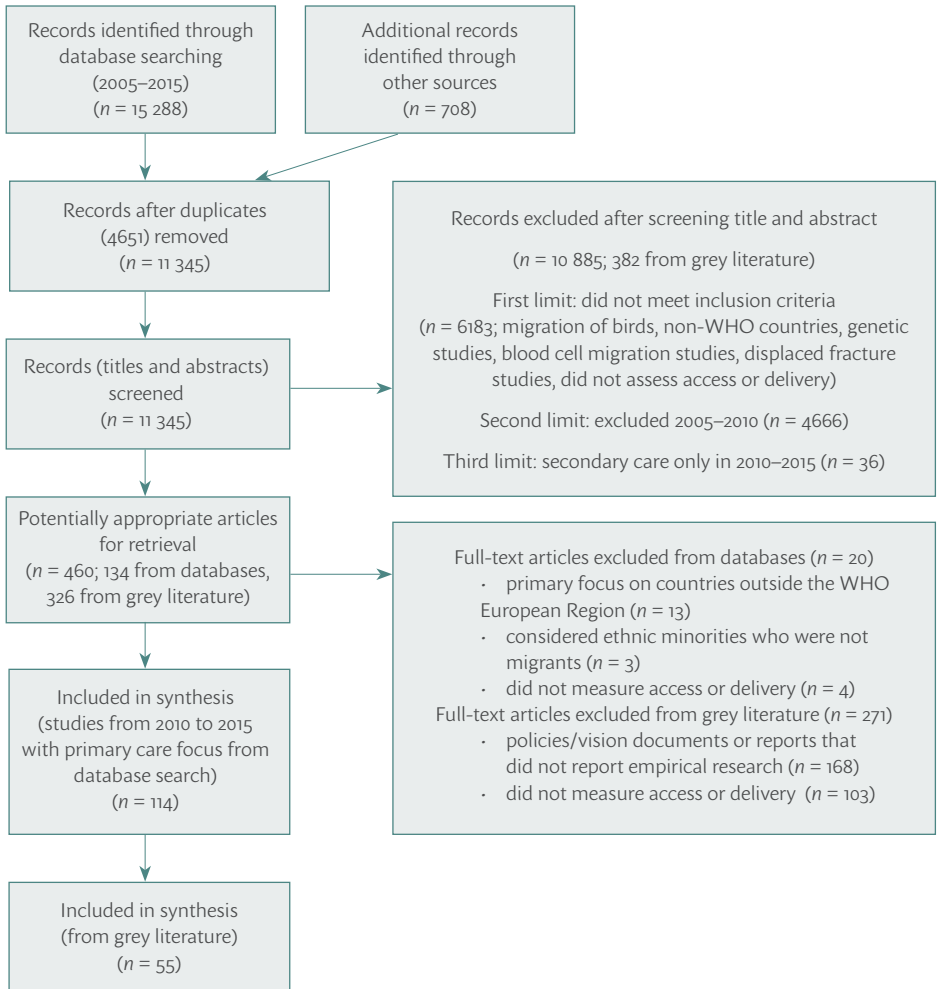 Records identified through
database searching
(2005–2015)
(n = 15 288)
Additional records
identified through
other sources
(n = 708)
Records after duplicates
(4651) removed
(n = 11 345)
Records excluded after screening title and abstract
(n = 10 885; 382 from grey literature)
First limit: did not meet inclusion criteria
(n = 6183; migration of birds, non-WHO countries, genetic
studies, blood cell migration studies, displaced fracture
studies, did not assess access or delivery)
Second limit: excluded 2005–2010 (n = 4666)
Third limit: secondary care only in 2010–2015 (n = 36)
Records (titles and abstracts)
screened
(n = 11 345)
Potentially appropriate articles
for retrieval
(n = 460; 134 from databases,
326 from grey literature)
Full-text articles excluded from databases (n = 20)
· primary focus on countries outside the WHO
European Region (n = 13)
· considered ethnic minorities who were not
migrants (n = 3)
· did not measure access or delivery (n = 4)
Full-text articles excluded from grey literature (n = 271)
· policies/vision documents or reports that
did not report empirical research (n = 168)
· did not measure access or delivery (n = 103)
Included in synthesis
(studies from 2010 to 2015
with primary care focus from
database search)
(n = 114)
Included in synthesis
(from grey literature)
(n = 55)